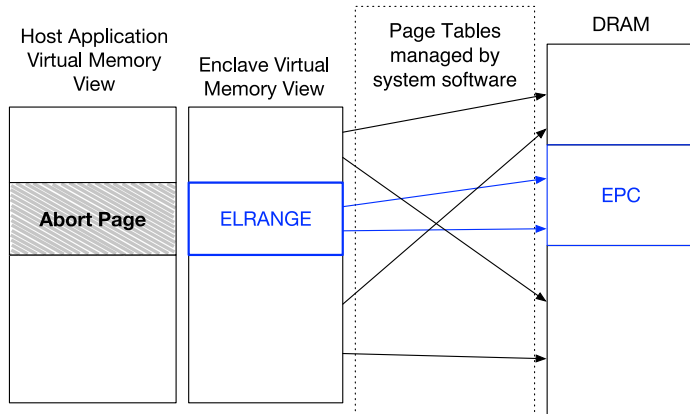 Host Application
Virtual Memory
View
Enclave Virtual
Memory View
Page Tables
managed by
system software
DRAM
Abort Page
ELRANGE
EPC